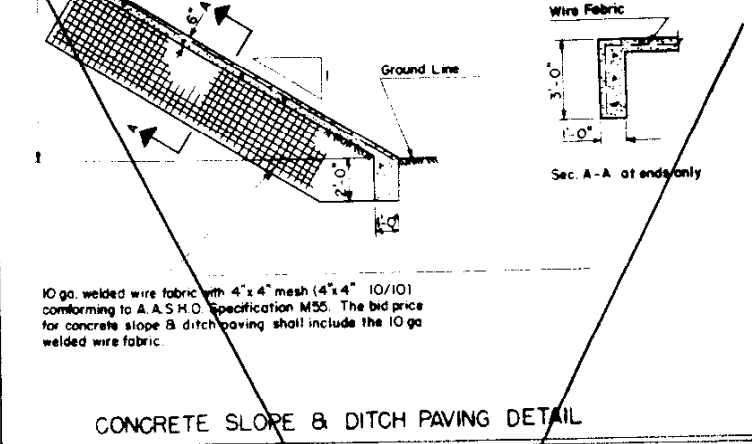 6"
A
Wire Fabric
1
Ground Line
3'-0"
1'-0"
A
2'-0"
1'-0"
Sec. A-A at ends only
10 ga. welded wire fabric with 4"x 4" mesh (4"x 4" 10/10)
comforming to A.A.S.H.O. Specification M55. The bid price
for concrete slope & ditch paving shall include the 10 ga
welded wire fabric.
CONCRETE SLOPE & DITCH PAVING DETAIL